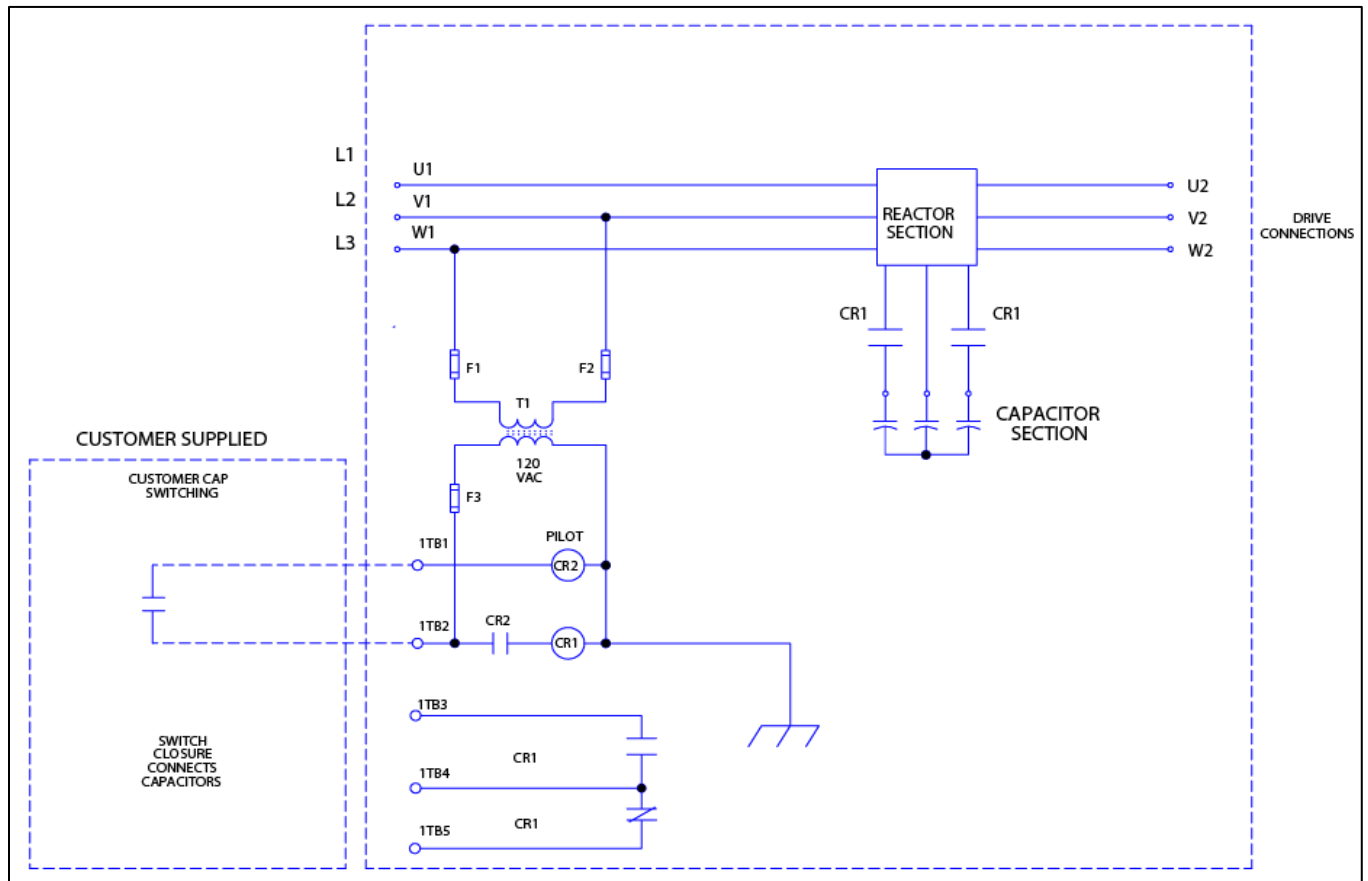 L1
U1
L2
V1
L3
W1
REACTOR
SECTION
U2
V2
W2
DRIVE
CONNECTIONS
CR1
CR1
F1
F2
T1
CAPACITOR
SECTION
120
VAC
F3
CUSTOMER SUPPLIED
CUSTOMER CAP
SWITCHING
1TB1
PILOT
CR2
1TB2
CR2
CR1
1TB3
CR1
1TB4
CR1
1TB5
SWITCH
CLOSURE
CONNECTS
CAPACITORS